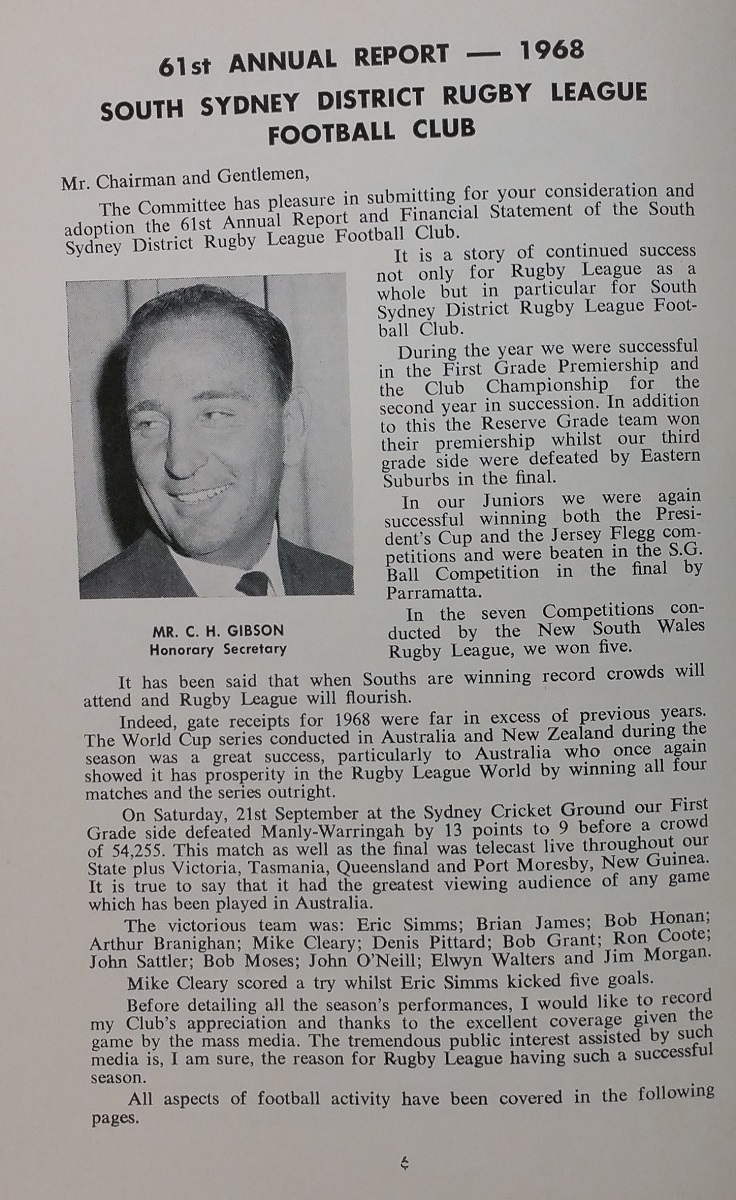 61st ANNUAL REPORT — 1968
SOUTH SYDNEY DISTRICT RUGBY LEAGUE
FOOTBALL CLUB
Mr. Chairman and Gentlemen,
The Committee has pleasure in submitting for your consideration and
adoption the 61st Annual Report and Financial Statement of the South
Sydney District Rugby League Football Club.
It is a story of continued success
not only for Rugby League as a
whole but in particular for South
Sydney District Rugby League Foot-
ball Club.
During the year we were successful
in the First Grade Premiership and
the Club Championship for the
second year in succession. In addition
to this the Reserve Grade team won
their premiership whilst our third
grade side were defeated by Eastern
Suburbs in the final.
In our Juniors we were again
successful winning both the Presi-
dent's Cup and the Jersey Flegg com-
petitions and were beaten in the S.G.
Ball Competition in the final by
Parramatta.
In the seven Competitions con-
ducted by the New South Wales
Rugby League, we won five.
MR. C. H. GIBSON
Honorary Secretary
It has been said that when Souths are winning record crowds will
attend and Rugby League will flourish.
Indeed, gate receipts for 1968 were far in excess of previous years.
The World Cup series conducted in Australia and New Zealand during the
season was a great success, particularly to Australia who once again
showed it has prosperity in the Rugby League World by winning all four
matches and the series outright.
On Saturday, 21st September at the Sydney Cricket Ground our First
Grade side defeated Manly-Warringah by 13 points to 9 before a crowd
of 54,255. This match as well as the final was telecast live throughout our
State plus Victoria, Tasmania, Queensland and Port Moresby, New Guinea.
It is true to say that it had the greatest viewing audience of any game
which has been played in Australia.
The victorious team was: Eric Simms; Brian James; Bob Honan;
Arthur Branighan; Mike Cleary; Denis Pittard; Bob Grant; Ron Coote;
John Sattler; Bob Moses; John O'Neill; Elwyn Walters and Jim Morgan.
Mike Cleary scored a try whilst Eric Simms kicked five goals.
Before detailing all the season's performances, I would like to record
my Club's appreciation and thanks to the excellent coverage given the
game by the mass media. The tremendous public interest assisted by such
media is, I am sure, the reason for Rugby League having such a successful
season.
All aspects of football activity have been covered in the following
pages.